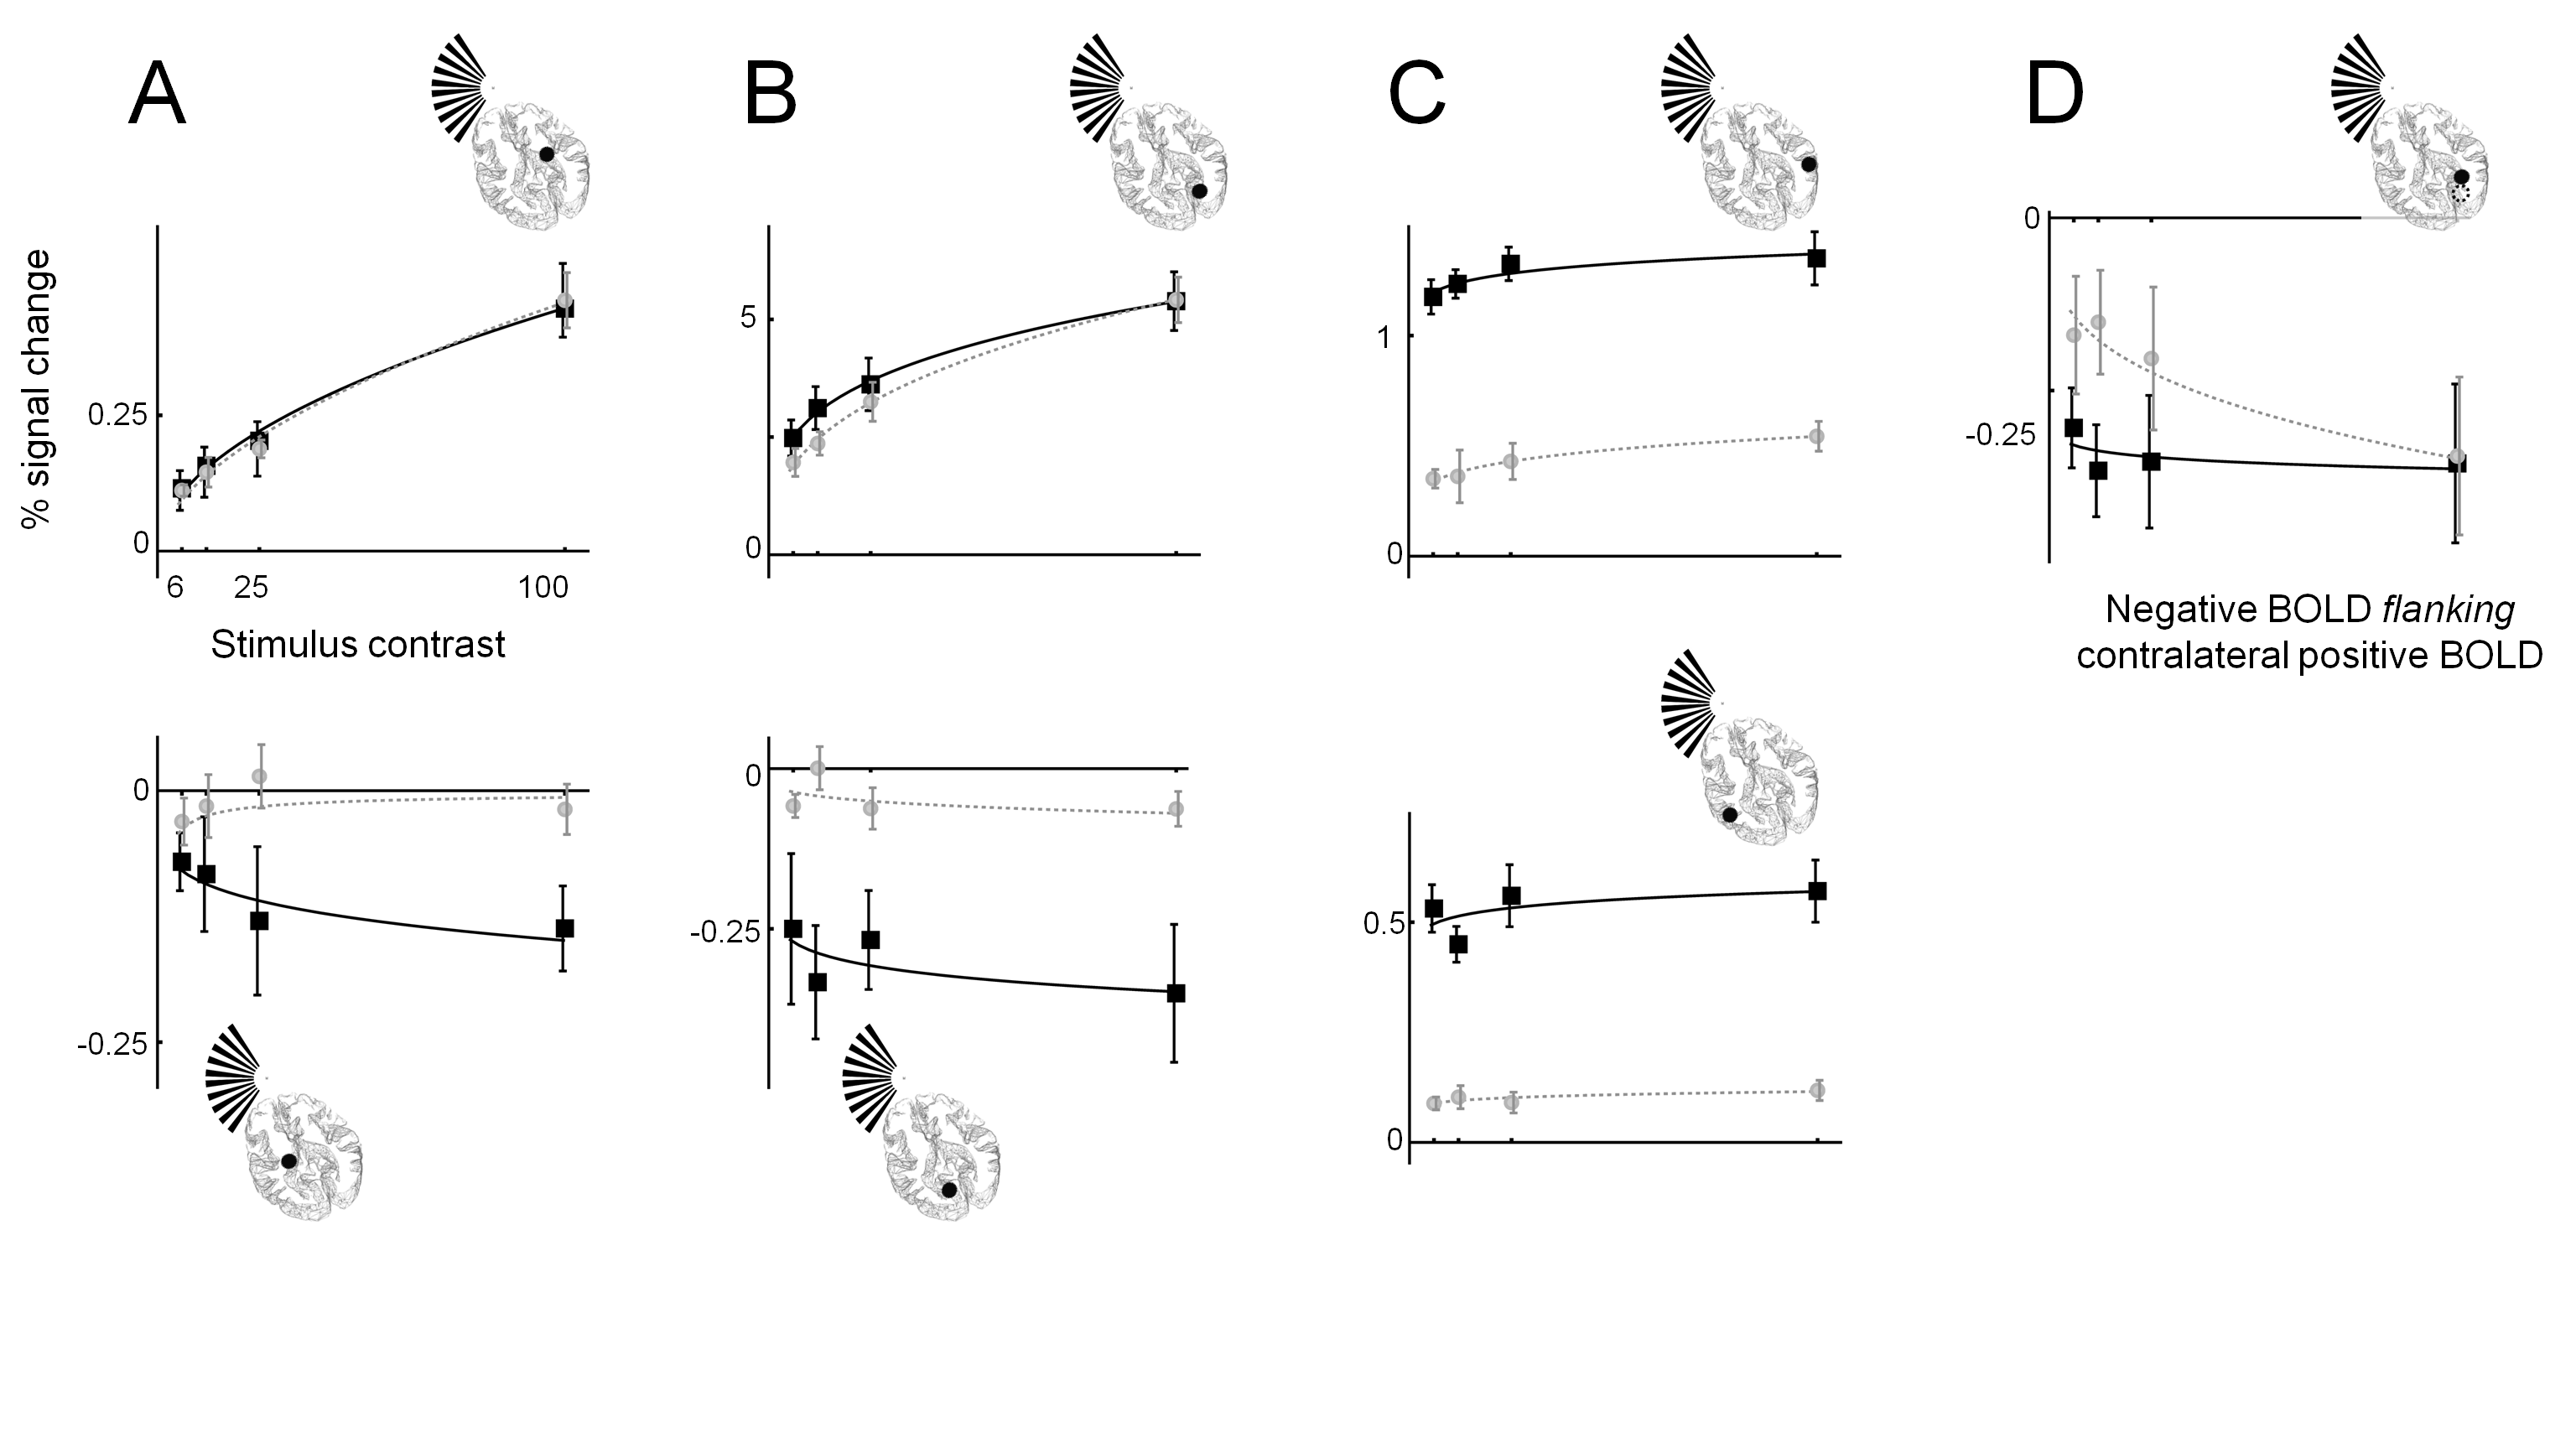 A
B
C
D
% signal change
0.25
0
6
25
100
Stimulus contrast
5
0
1
0
0
-0.25
Negative BOLD flanking
contralateral positive BOLD
0
-0.25
0
-0.25
0.5
0